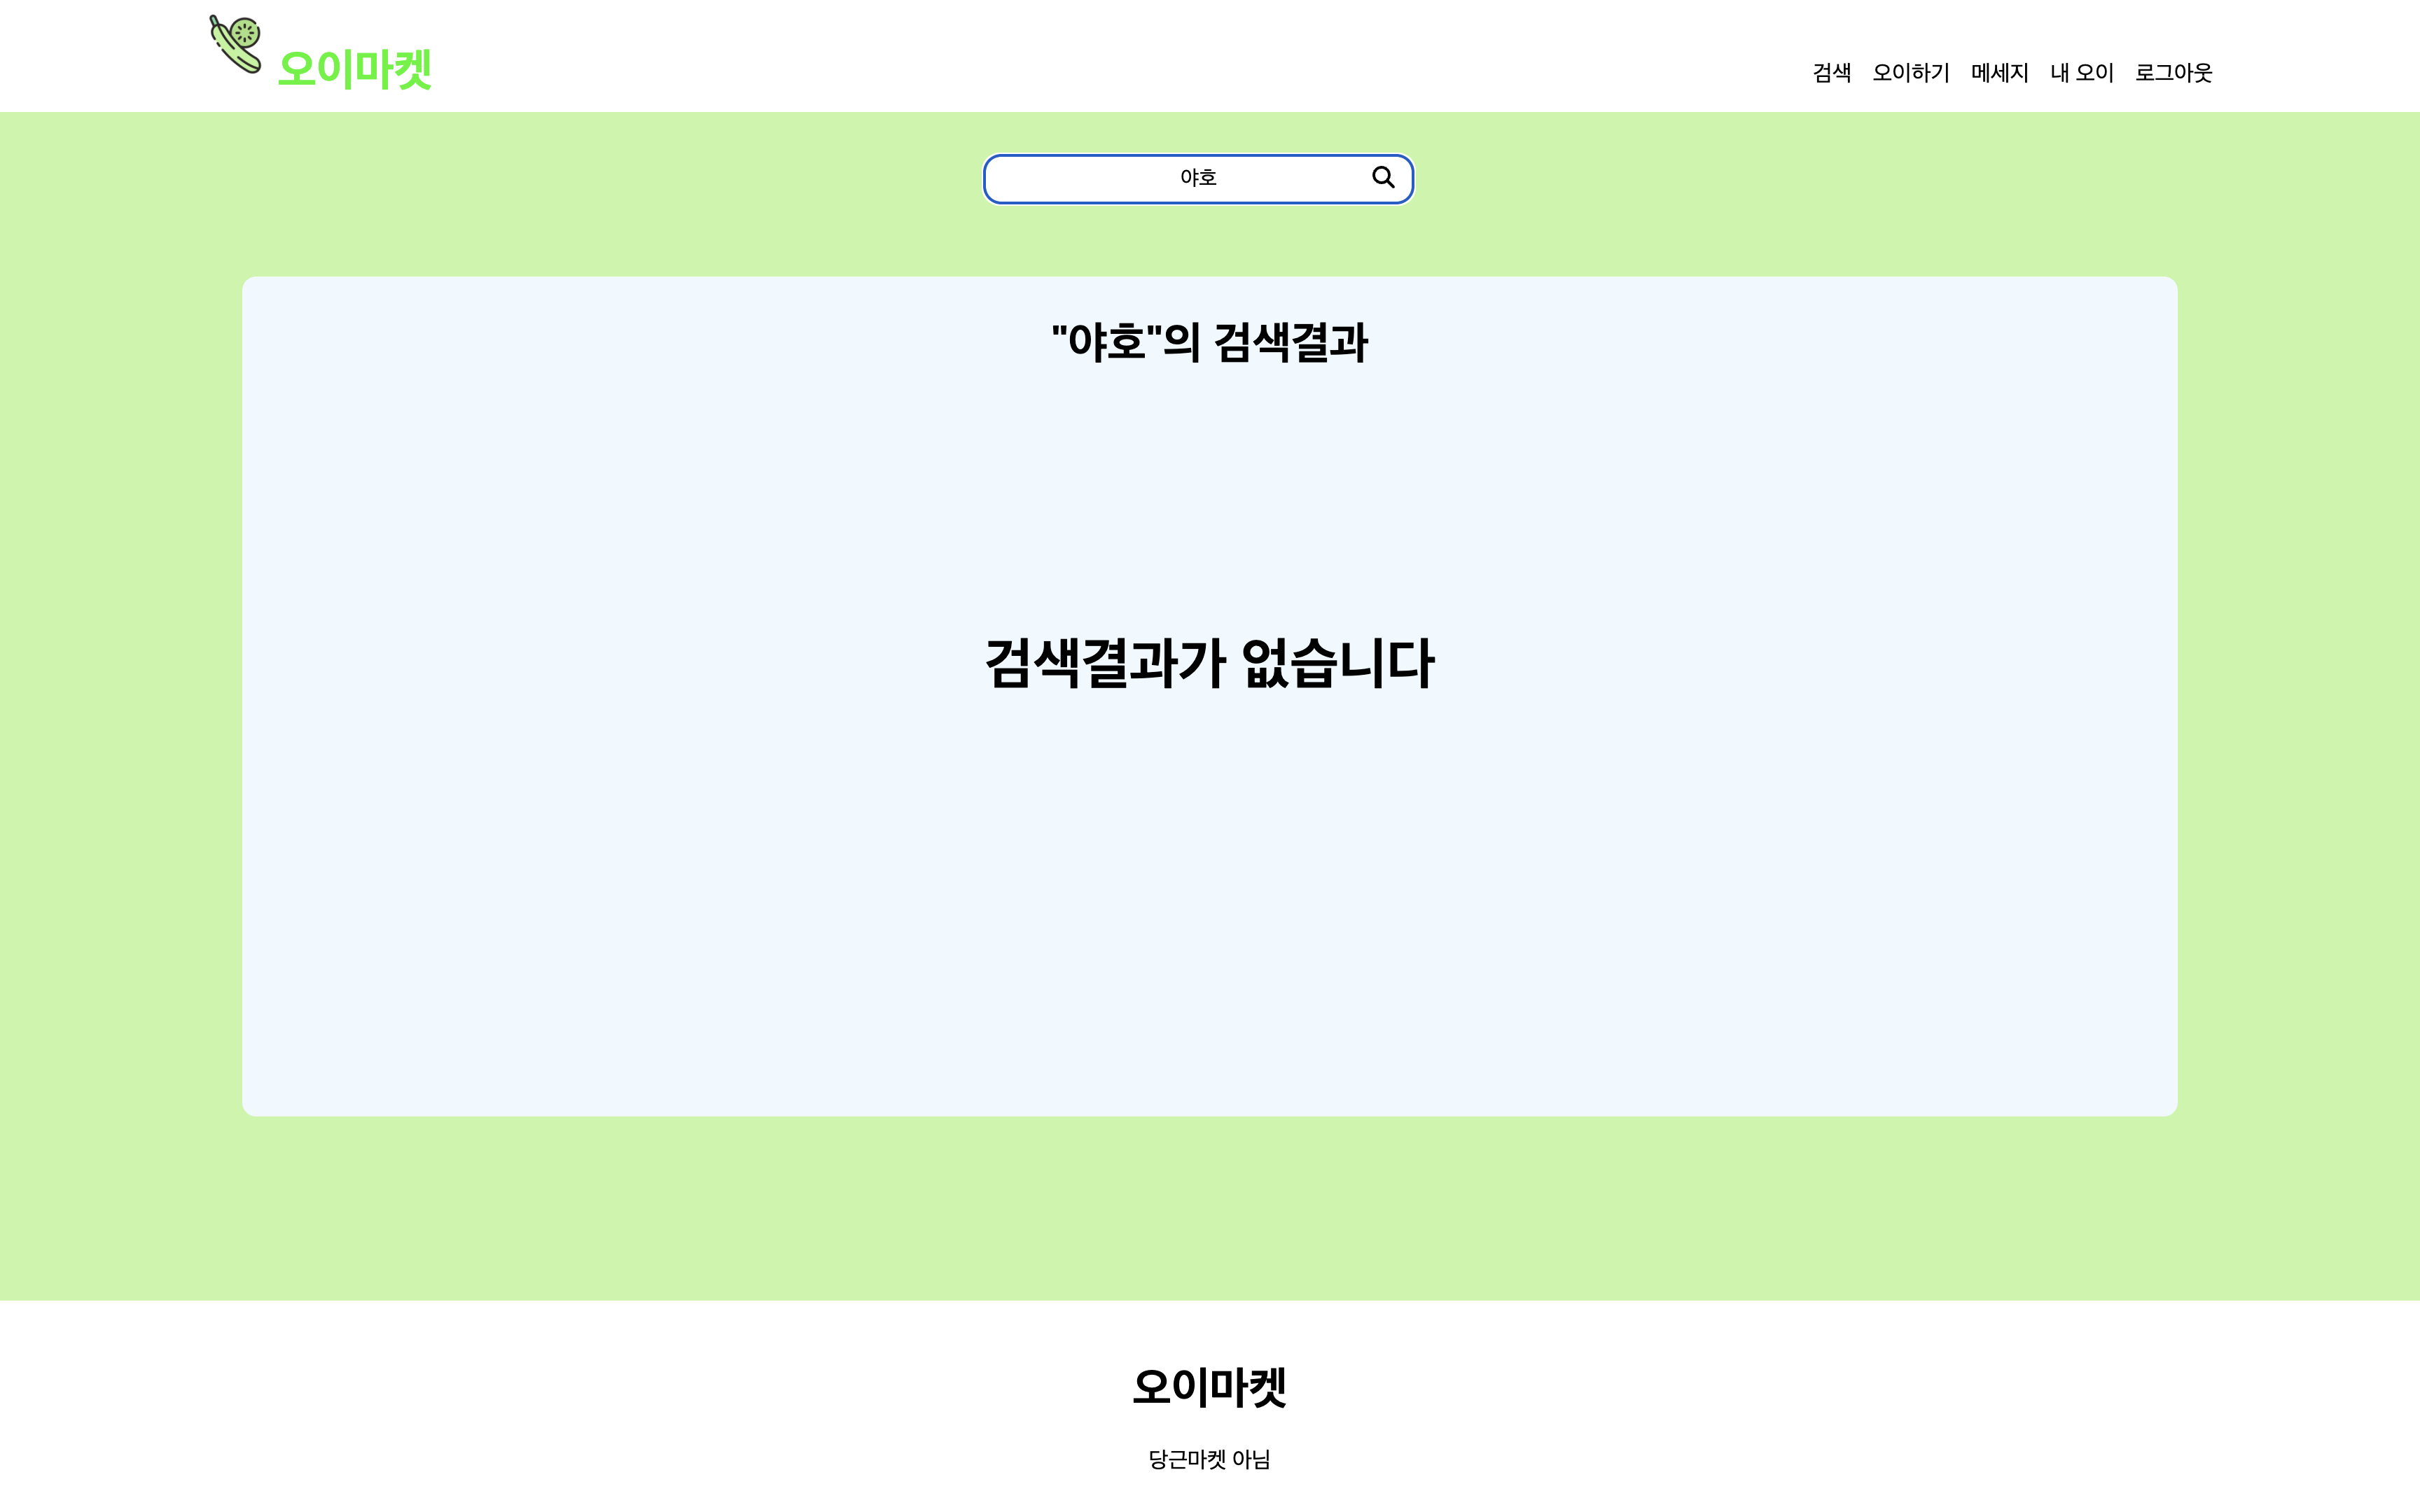 오이마켓
검색 오이하기 메세지 내 오이 로그아웃
야호
"야호"의 검색결과
검색결과가 없습니다
오이마켓
당근마켓 아님